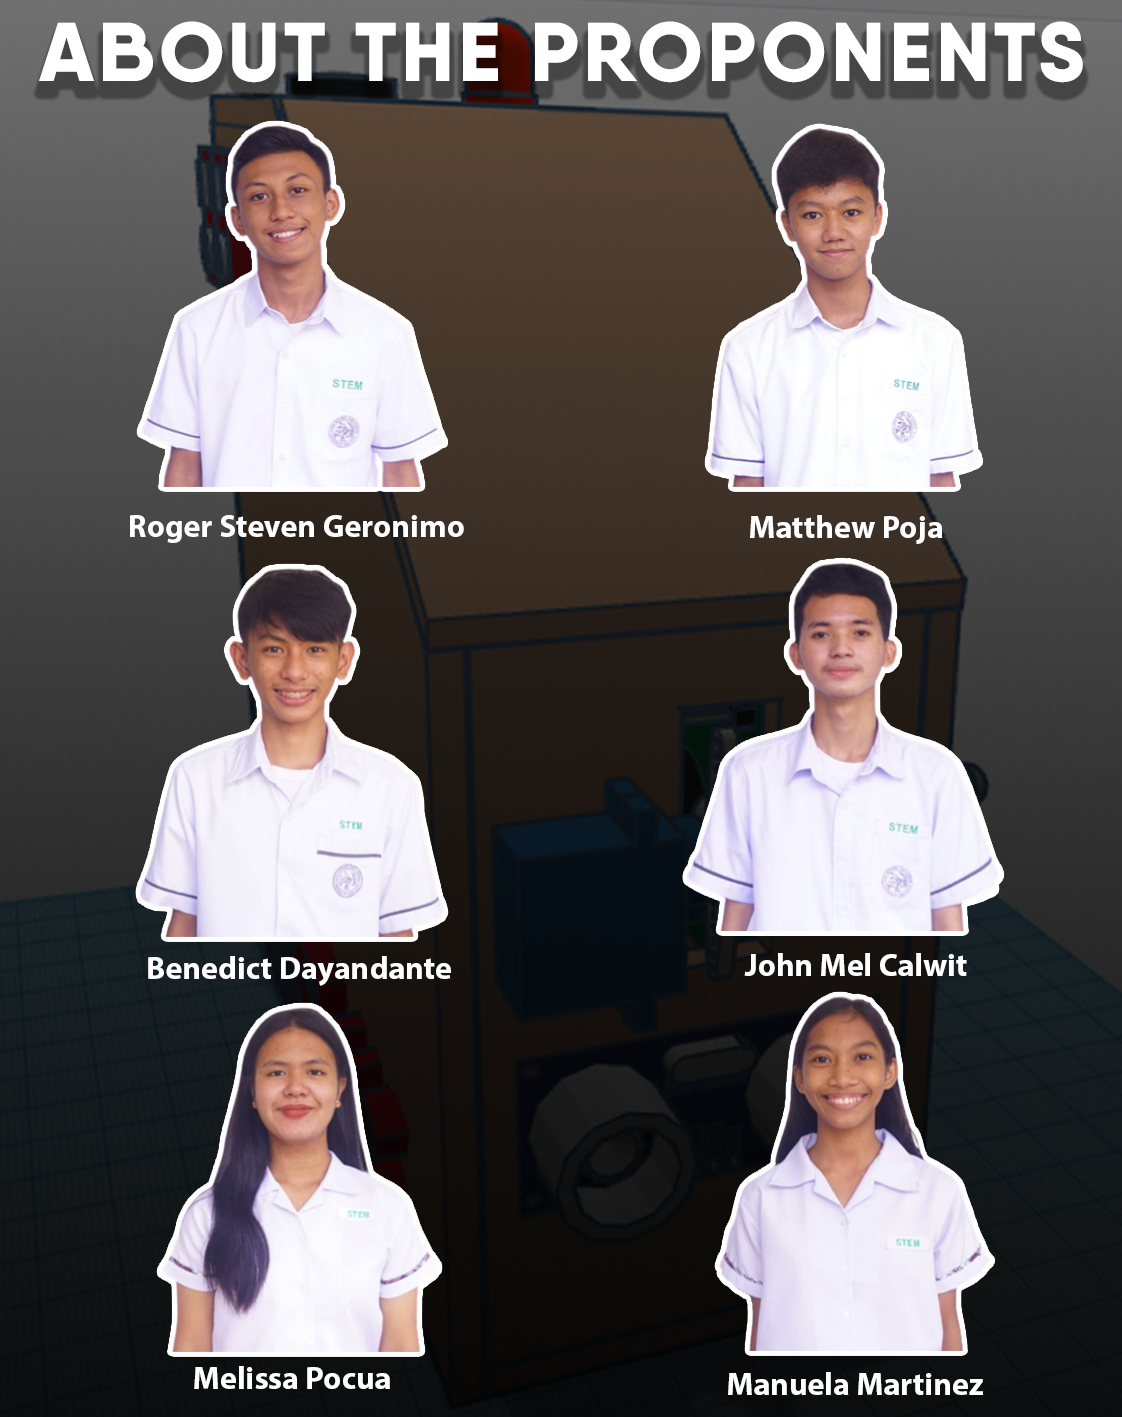 ABOUT THE PROPONENTS
STEM
STEM
Roger Steven Geronimo
Matthew Poja
STEM
STEM
Benedict Dayandante
John Mel Calwit
STEM
STEM
Melissa Pocua
Manuela Martinez